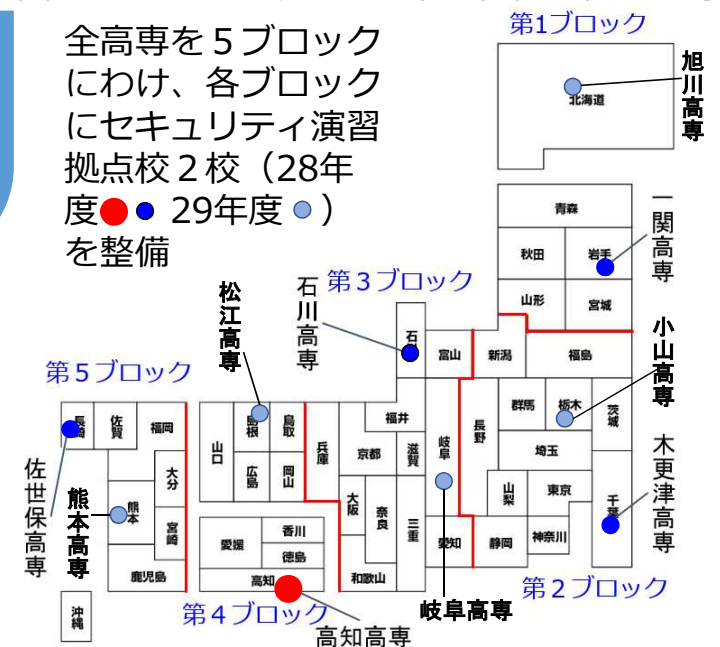 全高専を５ブロック
にわけ、各ブロック
にセキュリティ演習
拠点校２校（28年
度 29年度 ）
を整備
第1ブロック
旭川高専
北海道
青森
秋田
岩手
一関高専
山形
宮城
第３ブロック
石川高専
松江高専
小山高専
石川
富山
新潟
福島
第５ブロック
長崎
佐賀
福岡
山口
島根
鳥取
兵庫
福井
京都
滋賀
岐阜
長野
群馬
栃木
茨城
埼玉
木更津高専
佐世保高専
熊本高専
熊本
大分
宮崎
広島
岡山
大阪
奈良
三重
山梨
東京
千葉
愛媛
香川
徳島
高知
和歌山
愛知
静岡
神奈川
鹿児島
沖縄
第４ブロック
高知高専
岐阜高専
第２ブロック